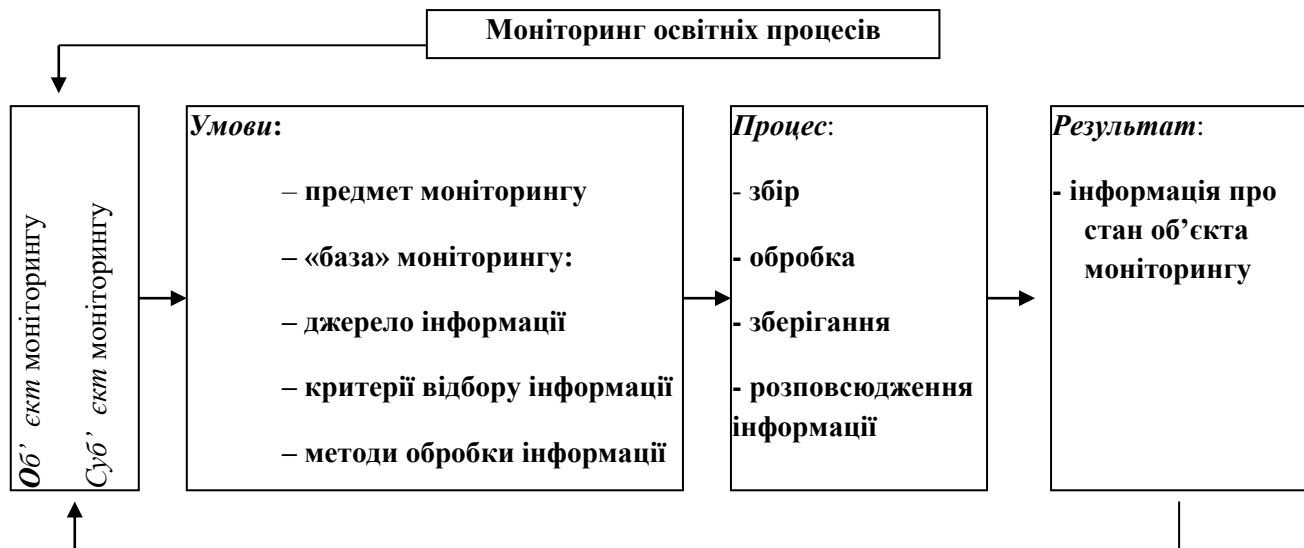 Моніторинг освітніх процесів
Об’ єкт моніторингу
Суб’ єкт моніторингу
Умови:
– предмет моніторингу
– «база» моніторингу:
– джерело інформації
– критерії відбору інформації
– методи обробки інформації
Процес:
- збір
- обробка
- зберігання
- розповсюдження
інформації
Результат:
- інформація про
стан об’єкта
моніторингу